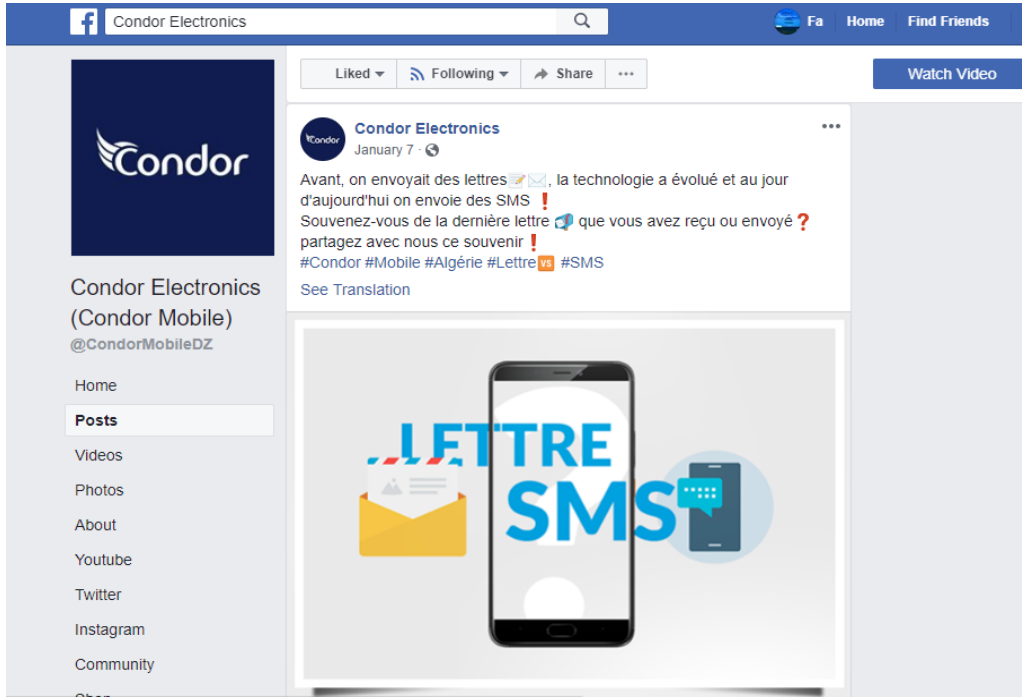 Condor Electronics
Fa Home Find Friends
Condor
Condor Electronics
(Condor Mobile)
@CondorMobileDZ
Home
Posts
Videos
Photos
About
Youtube
Twitter
Instagram
Community
Shop
Liked Following Share ...
Watch Video
Condor
Condor Electronics
January 7 ·
Avant, on envoyait des lettres📝✉️, la technologie a évolué et au jour
d'aujourd'hui on envoie des SMS ❗
Souvenez-vous de la dernière lettre 📬 que vous avez reçu ou envoyé ❓
partagez avec nous ce souvenir ❗
#Condor #Mobile #Algérie #Lettre🆚 #SMS
See Translation
LETTRE
SMS